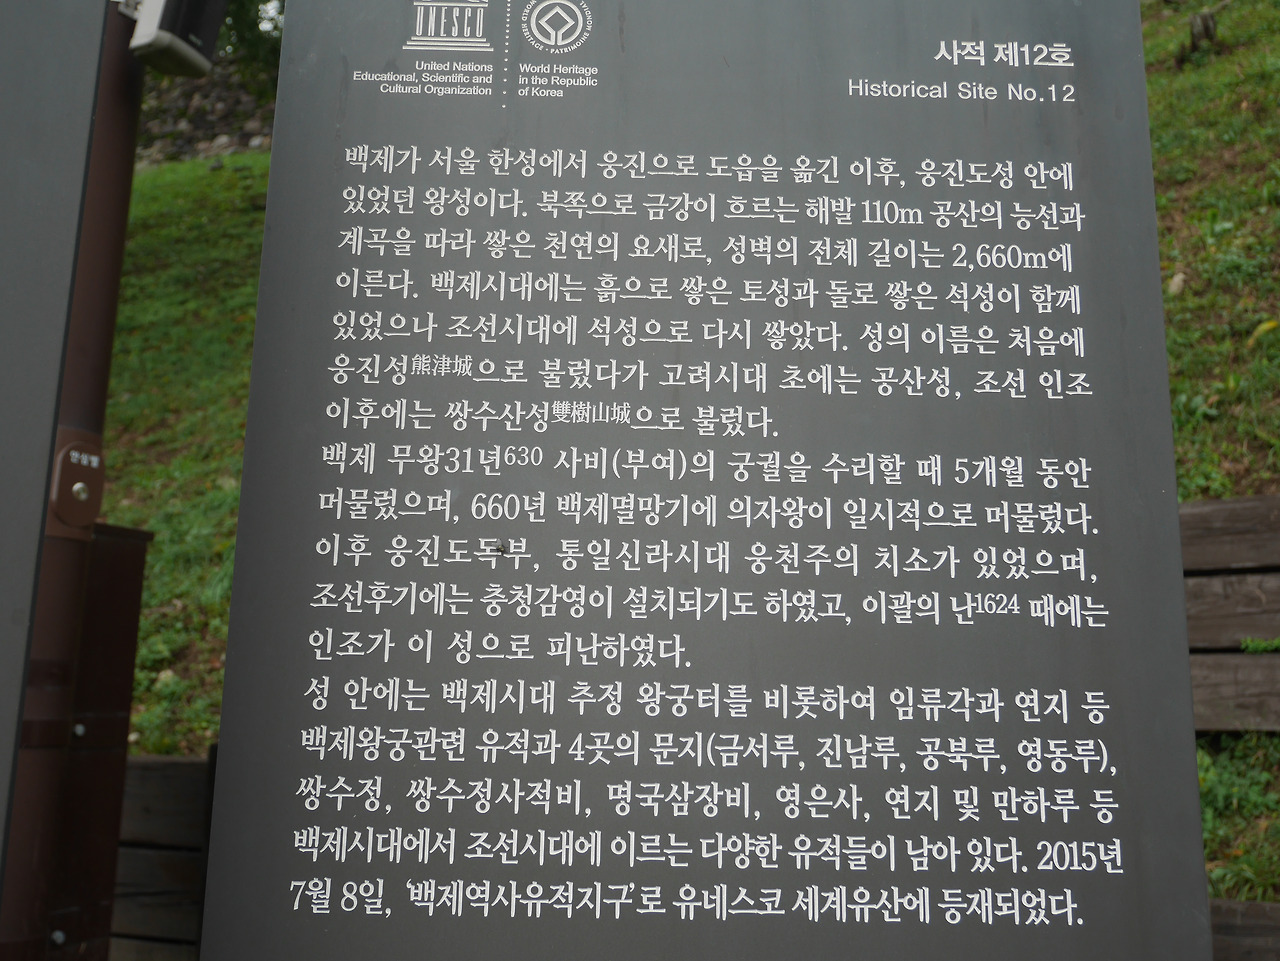 UNESCO
United Nations
Educational, Scientific and
Cultural Organization
WORLD HERITAGE · PATRIMOINE MONDIAL
World Heritage
in the Republic
of Korea
사적 제12호
Historical Site No.12
백제가 서울 한성에서 웅진으로 도읍을 옮긴 이후, 웅진도성 안에
있었던 왕성이다. 북쪽으로 금강이 흐르는 해발 110m 공산의 능선과
계곡을 따라 쌓은 천연의 요새로, 성벽의 전체 길이는 2,660m에
이른다. 백제시대에는 흙으로 쌓은 토성과 돌로 쌓은 석성이 함께
있었으나 조선시대에 석성으로 다시 쌓았다. 성의 이름은 처음에
웅진성熊津城으로 불렀다가 고려시대 초에는 공산성, 조선 인조
이후에는 쌍수산성雙樹山城으로 불렀다.
백제 무왕31년630 사비(부여)의 궁궐을 수리할 때 5개월 동안
머물렀으며, 660년 백제멸망기에 의자왕이 일시적으로 머물렀다.
이후 웅진도독부, 통일신라시대 웅천주의 치소가 있었으며,
조선후기에는 충청감영이 설치되기도 하였고, 이괄의 난1624 때에는
인조가 이 성으로 피난하였다.
성 안에는 백제시대 추정 왕궁터를 비롯하여 임류각과 연지 등
백제왕궁관련 유적과 4곳의 문지(금서루, 진남루, 공북루, 영동루),
쌍수정, 쌍수정사적비, 명국삼장비, 영은사, 연지 및 만하루 등
백제시대에서 조선시대에 이르는 다양한 유적들이 남아 있다. 2015년
7월 8일, ‘백제역사유적지구’로 유네스코 세계유산에 등재되었다.